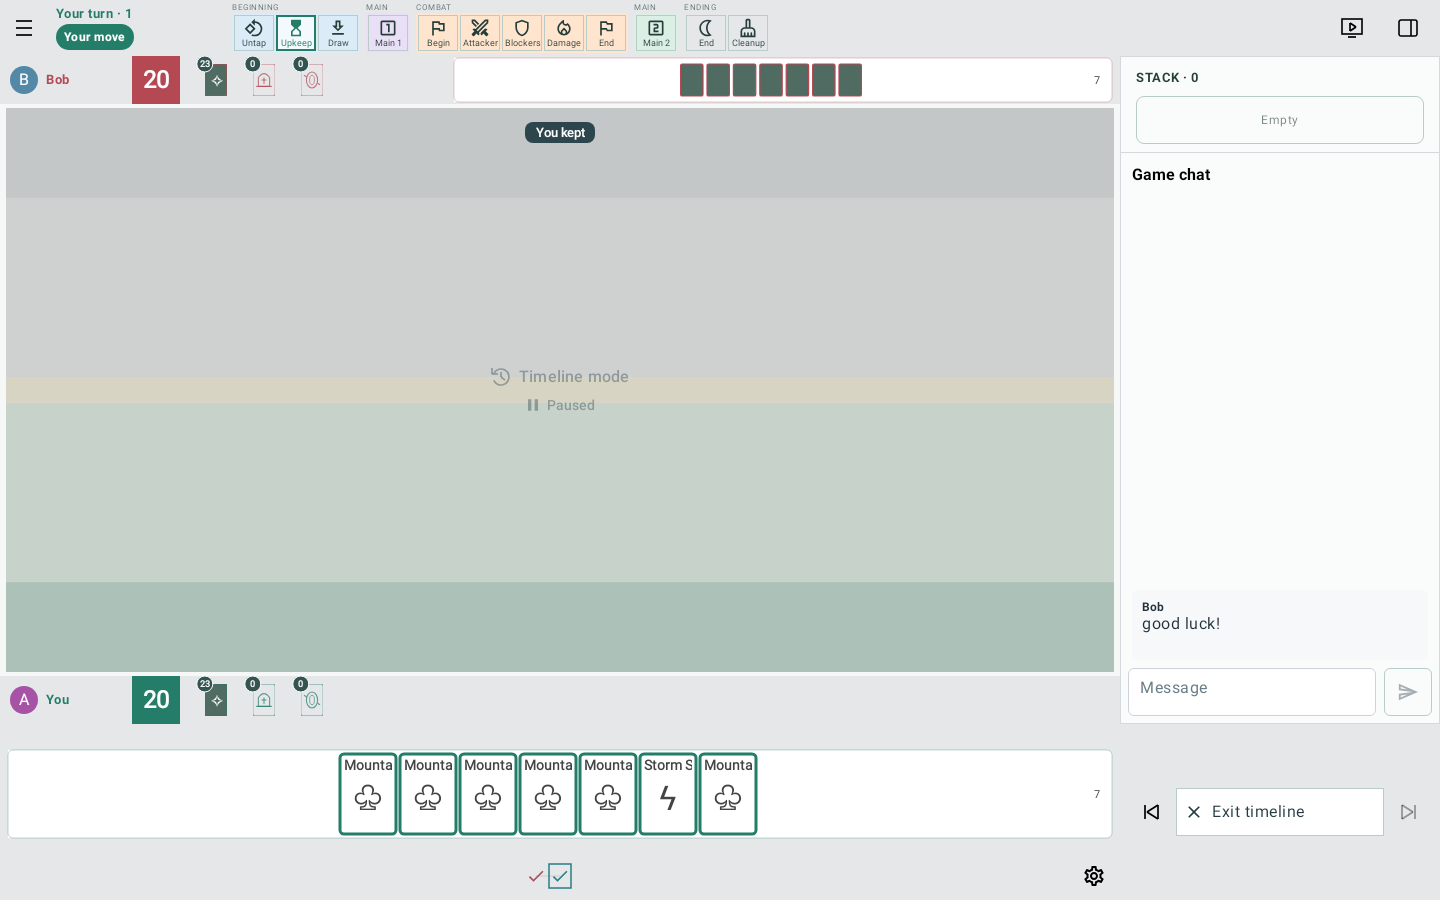 Your turn · 1
Your move
BEGINNING
MAIN
COMBAT
MAIN
ENDING
Untap
Upkeep
Draw
1
Main 1
Begin
Attacker
Blockers
Damage
End
2
Main 2
End
Cleanup
B
Bob
20
23
0
0
7
STACK · 0
Empty
You kept
Game chat
Timeline mode
Paused
Bob
good luck!
Message
A
You
20
23
0
0
Mounta
Mounta
Mounta
Mounta
Mounta
Storm S
Mounta
7
Exit timeline